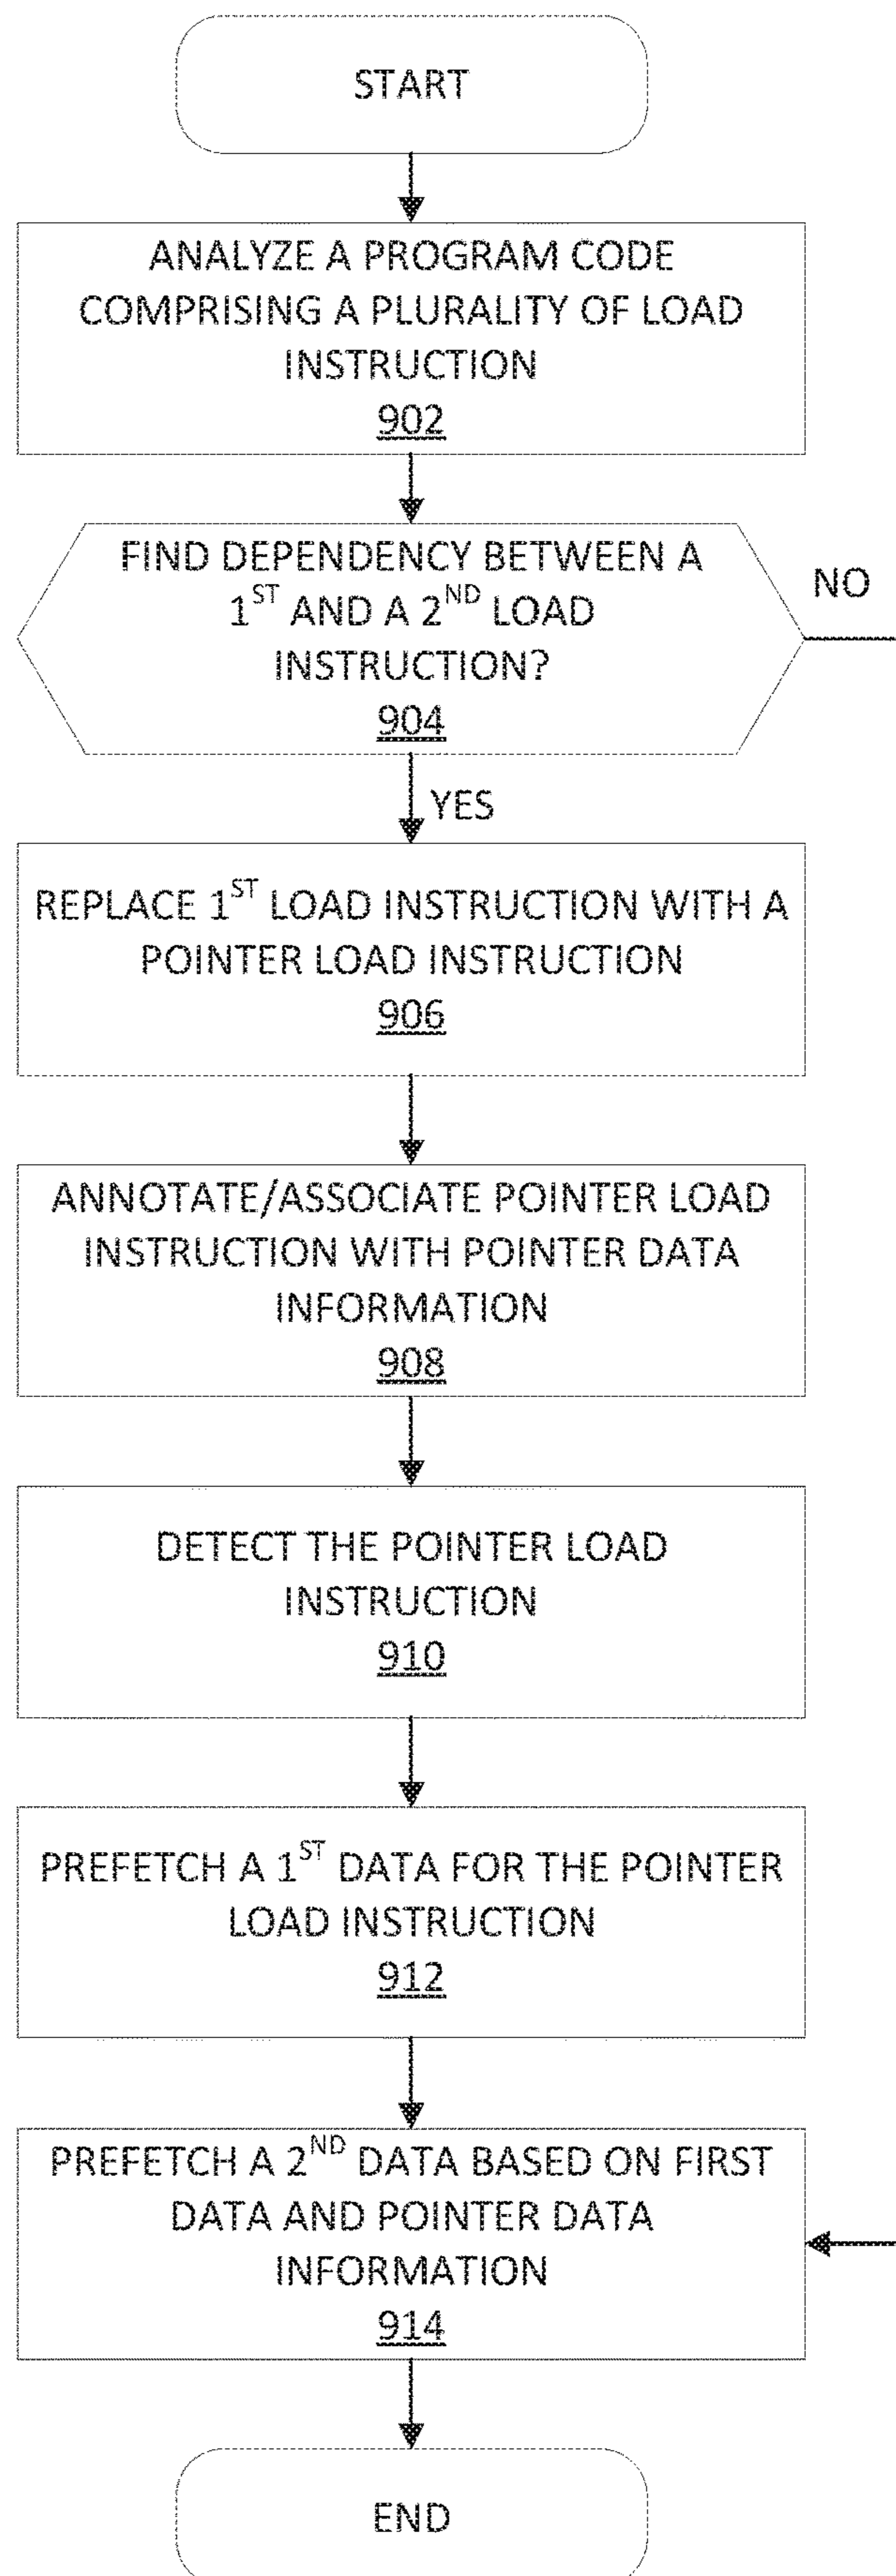 START
ANALYZE A PROGRAM CODE
COMPRISING A PLURALITY OF LOAD
INSTRUCTION
902
FIND DEPENDENCY BETWEEN A
1ST AND A 2ND LOAD
INSTRUCTION?
904
NO
YES
REPLACE 1ST LOAD INSTRUCTION WITH A
POINTER LOAD INSTRUCTION
906
ANNOTATE/ASSOCIATE POINTER LOAD
INSTRUCTION WITH POINTER DATA
INFORMATION
908
DETECT THE POINTER LOAD
INSTRUCTION
910
PREFETCH A 1ST DATA FOR THE POINTER
LOAD INSTRUCTION
912
PREFETCH A 2ND DATA BASED ON FIRST
DATA AND POINTER DATA
INFORMATION
914
END